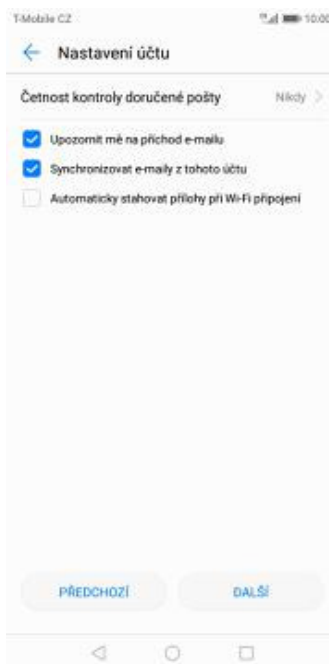 T-Mobile CZ 10:00
Nastavení účtu
Četnost kontroly doručené pošty Nikdy
Upozornit mě na příchod e-mailu
Synchronizovat e-maily z tohoto účtu
Automaticky stahovat přílohy při Wi-Fi připojení
PŘEDCHOZÍ DALŠÍ